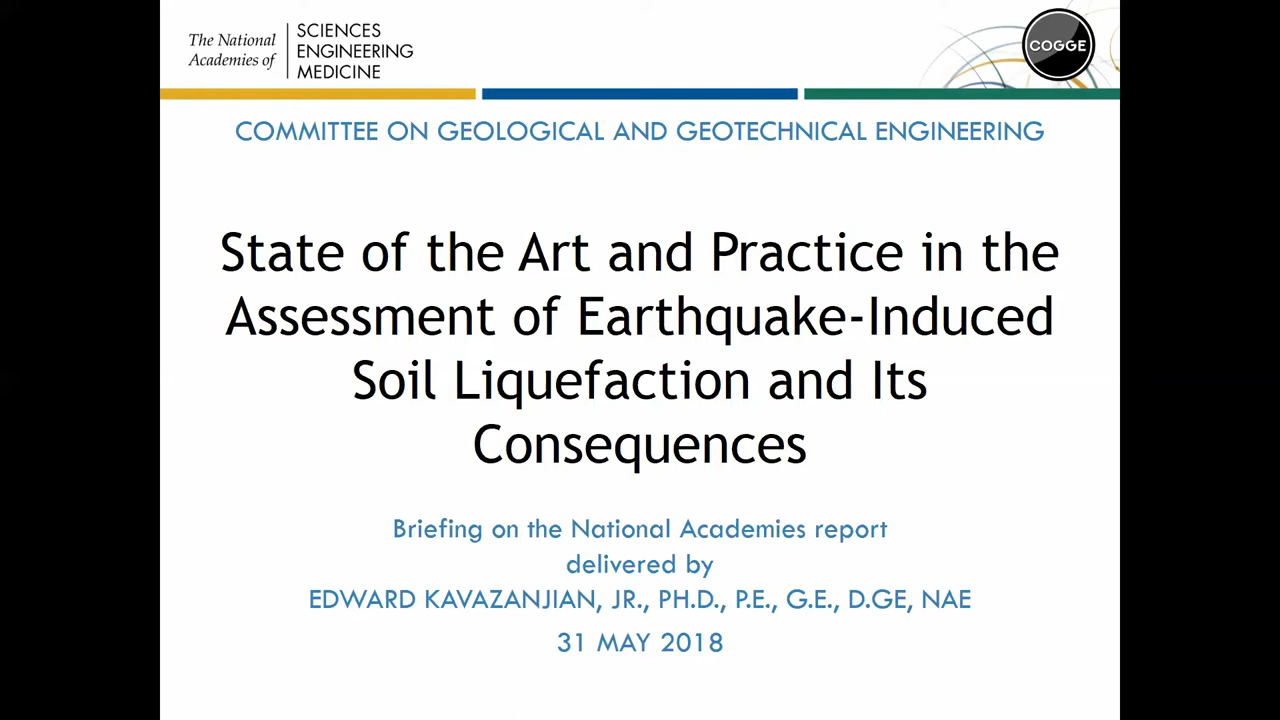 The National
Academies of
SCIENCES
ENGINEERING
MEDICINE
COGGE
COMMITTEE ON GEOLOGICAL AND GEOTECHNICAL ENGINEERING
State of the Art and Practice in the
Assessment of Earthquake-Induced
Soil Liquefaction and Its
Consequences
Briefing on the National Academies report
delivered by
EDWARD KAVAZANJIAN, JR., PH.D., P.E., G.E., D.GE, NAE
31 MAY 2018